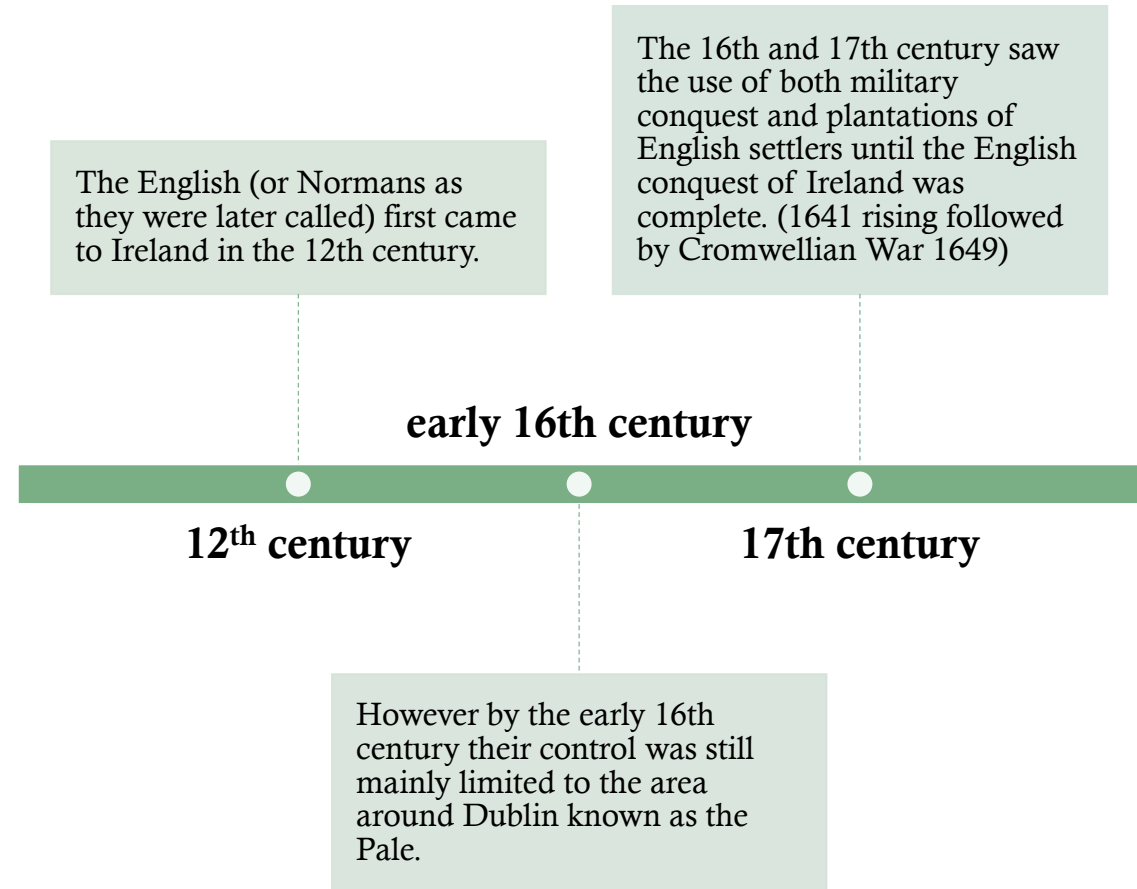 The English (or Normans as
they were later called) first came
to Ireland in the 12th century.
The 16th and 17th century saw
the use of both military
conquest and plantations of
English settlers until the English
conquest of Ireland was
complete. (1641 rising followed
by Cromwellian War 1649)
early 16th century
12th century
17th century
However by the early 16th
century their control was still
mainly limited to the area
around Dublin known as the
Pale.